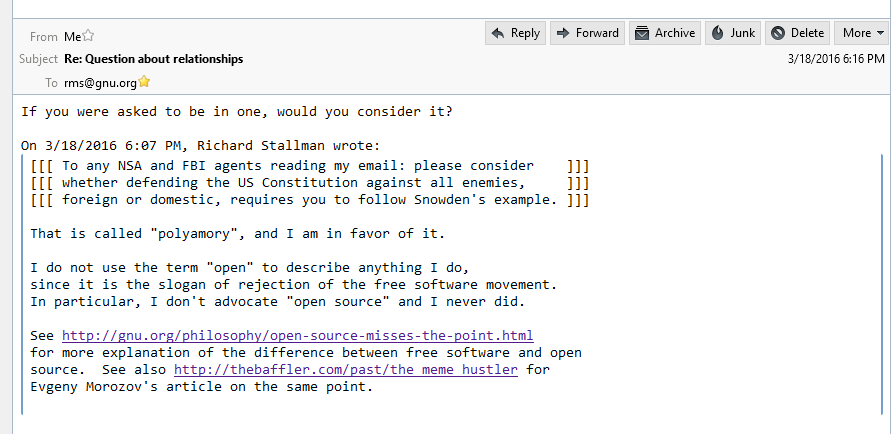 From Me
Reply Forward Archive Junk Delete More
Subject Re: Question about relationships
3/18/2016 6:16 PM
To rms@gnu.org
If you were asked to be in one, would you consider it?
On 3/18/2016 6:07 PM, Richard Stallman wrote:
[[[ To any NSA and FBI agents reading my email: please consider ]]]
[[[ whether defending the US Constitution against all enemies, ]]]
[[[ foreign or domestic, requires you to follow Snowden's example. ]]]
That is called "polyamory", and I am in favor of it.
I do not use the term "open" to describe anything I do,
since it is the slogan of rejection of the free software movement.
In particular, I don't advocate "open source" and I never did.
See http://gnu.org/philosophy/open-source-misses-the-point.html
for more explanation of the difference between free software and open
source. See also http://thebaffler.com/past/the_meme_hustler for
Evgeny Morozov's article on the same point.